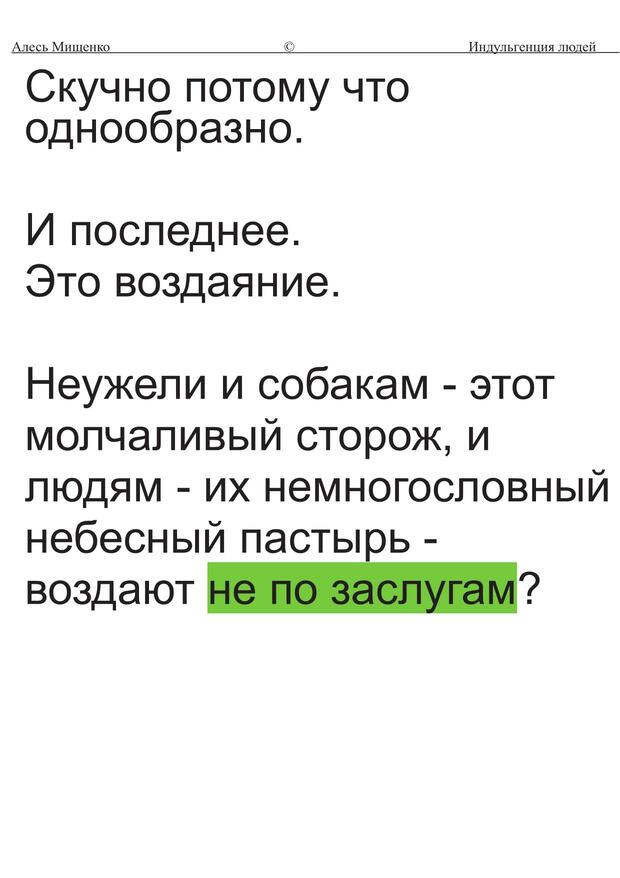 Алесь Мищенко © Индульгенция людей
Скучно потому что
однообразно.
И последнее.
Это воздаяние.
Неужели и собакам - этот
молчаливый сторож, и
людям - их немногословный
небесный пастырь -
воздают не по заслугам?